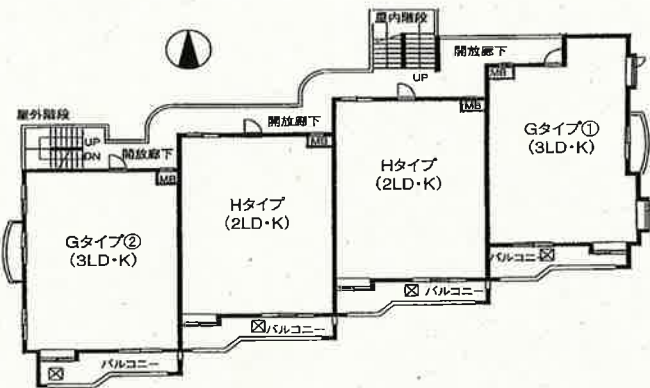 屋内階段
開放廊下
UP
MB
Gタイプ①
(3LD・K)
MB
屋外階段
開放廊下
Hタイプ
(2LD・K)
UP
DN
開放廊下
MB
MB
Hタイプ
(2LD・K)
Gタイプ②
(3LD・K)
バルコニー
バルコニー
バルコニー
バルコニー